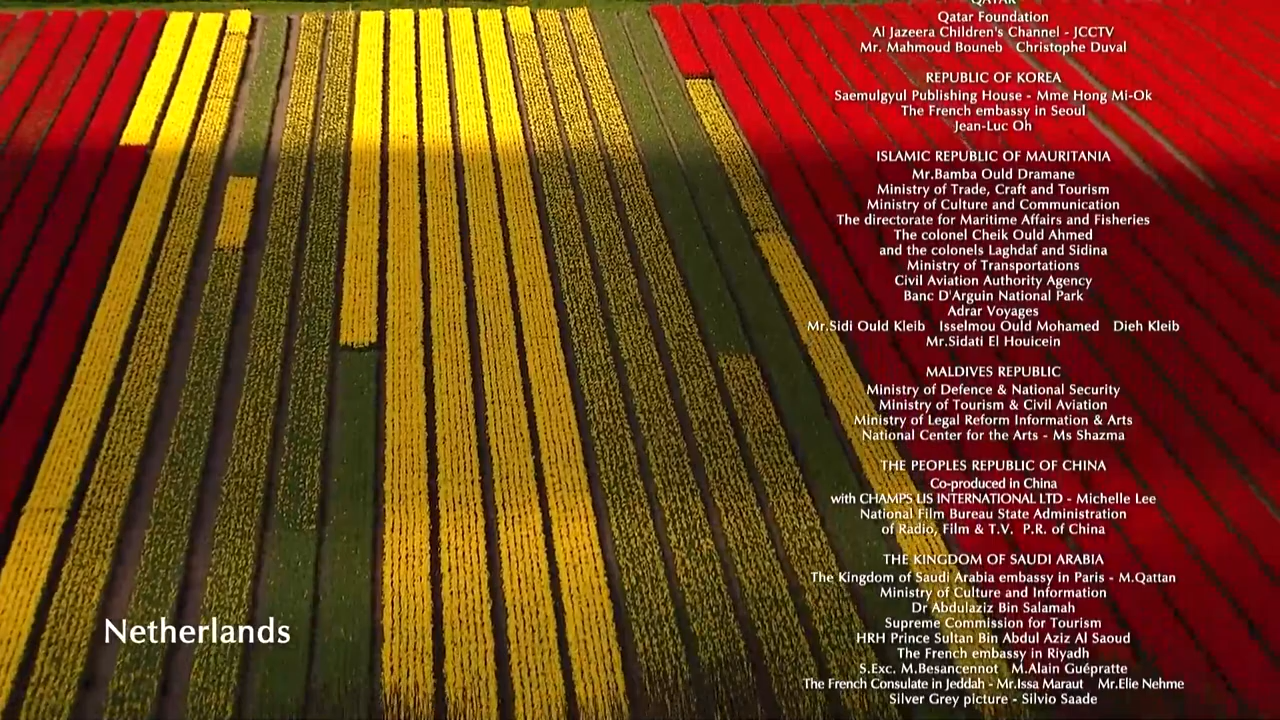 QATAR
Qatar Foundation
Al Jazeera Children's Channel - JCCTV
Mr. Mahmoud Bouneb Christophe Duval
REPUBLIC OF KOREA
Saemulgyul Publishing House - Mme Hong Mi-Ok
The French embassy in Seoul
Jean-Luc Oh
ISLAMIC REPUBLIC OF MAURITANIA
Mr.Bamba Ould Dramane
Ministry of Trade, Craft and Tourism
Ministry of Culture and Communication
The directorate for Maritime Affairs and Fisheries
The colonel Cheik Ould Ahmed
and the colonels Laghdaf and Sidina
Ministry of Transportations
Civil Aviation Authority Agency
Banc D'Arguin National Park
Adrar Voyages
Mr.Sidi Ould Kleib Isselmou Ould Mohamed Dieh Kleib
Mr.Sidati El Houicein
MALDIVES REPUBLIC
Ministry of Defence & National Security
Ministry of Tourism & Civil Aviation
Ministry of Legal Reform Information & Arts
National Center for the Arts - Ms Shazma
THE PEOPLES REPUBLIC OF CHINA
Co-produced in China
with CHAMPS LIS INTERNATIONAL LTD - Michelle Lee
National Film Bureau State Administration
of Radio, Film & T.V. P.R. of China
THE KINGDOM OF SAUDI ARABIA
The Kingdom of Saudi Arabia embassy in Paris - M.Qattan
Ministry of Culture and Information
Dr Abdulaziz Bin Salamah
Supreme Commission for Tourism
HRH Prince Sultan Bin Abdul Aziz Al Saoud
The French embassy in Riyadh
S.Exc. M.Besancennot M.Alain Guépratte
The French Consulate in Jeddah - Mr.Issa Maraut Mr.Elie Nehme
Silver Grey picture - Silvio Saade
Netherlands